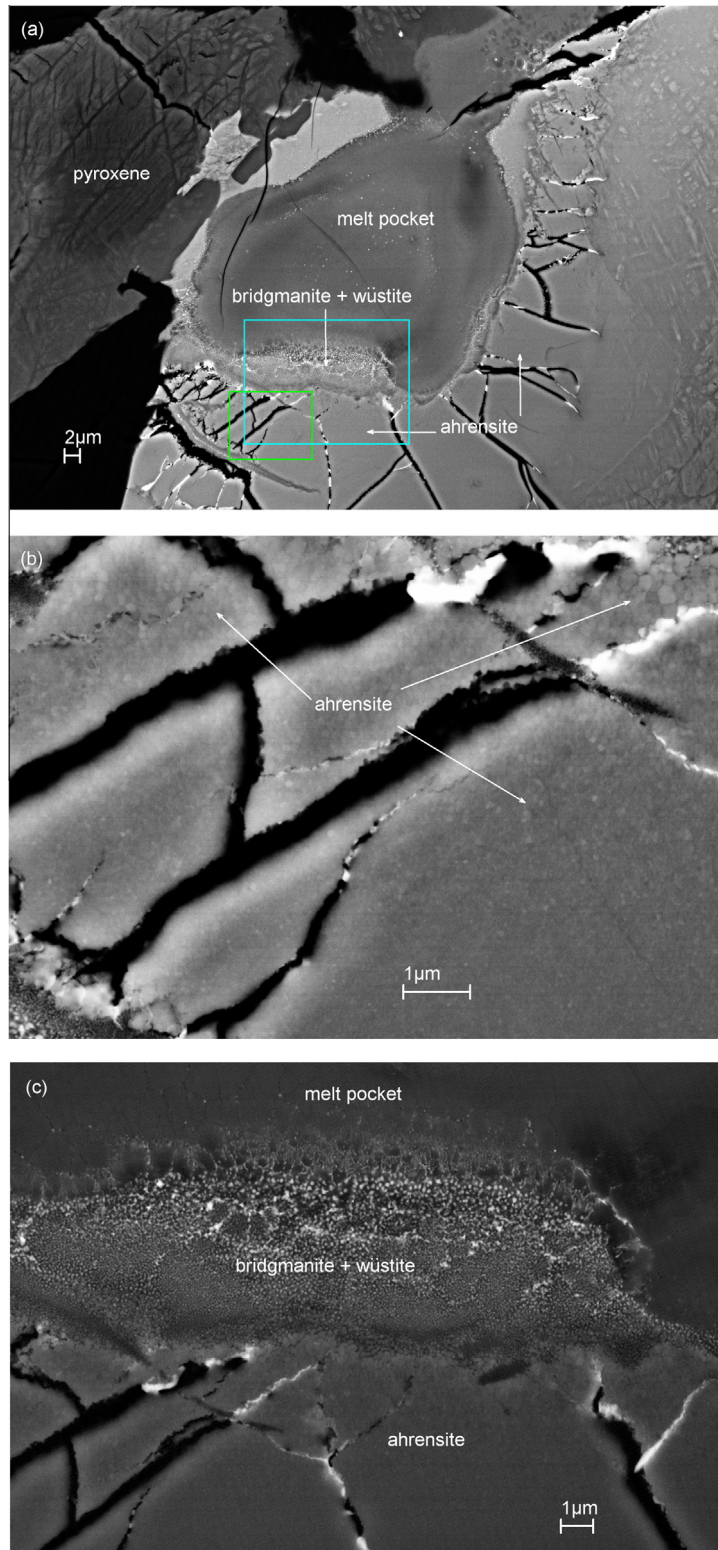 (a)
pyroxene
melt pocket
bridgmanite + wüstite
ahrensite
2µm
(b)
ahrensite
1µm
(c)
melt pocket
bridgmanite + wüstite
ahrensite
1µm